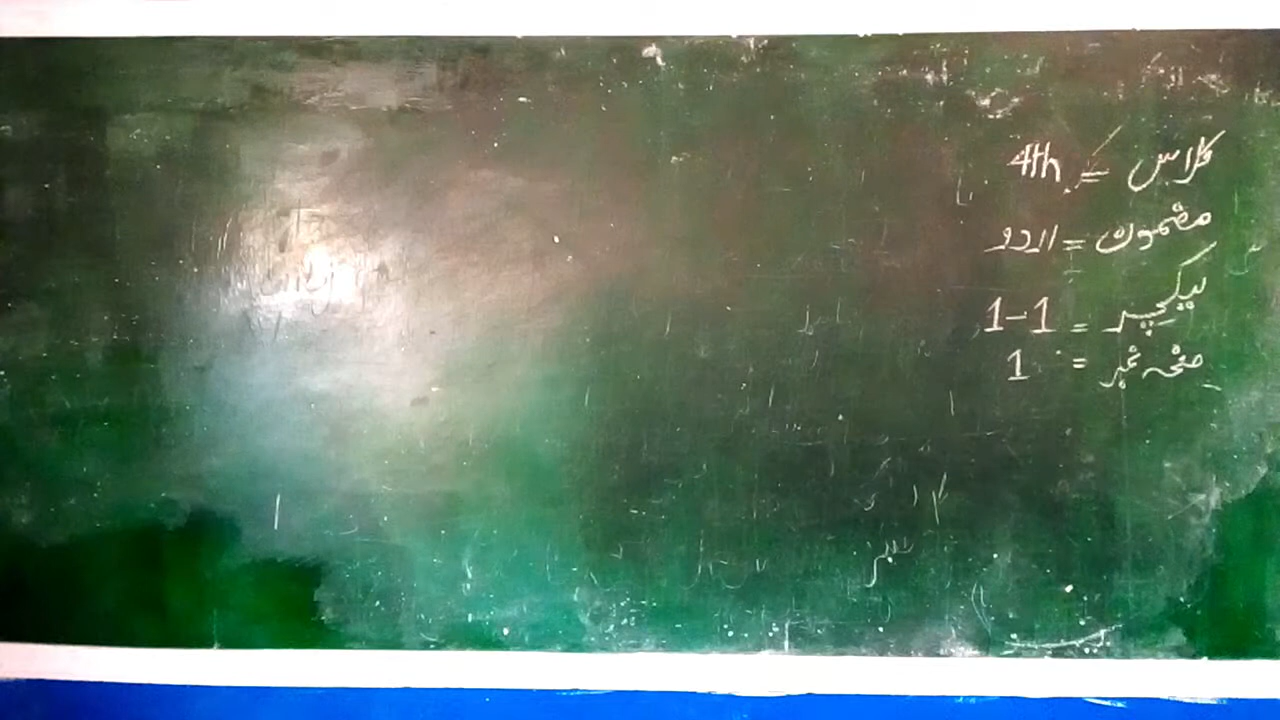 کلاس = 4th
مضمون = اردو
لیکچر = 1-1
صفحہ نمبر = 1